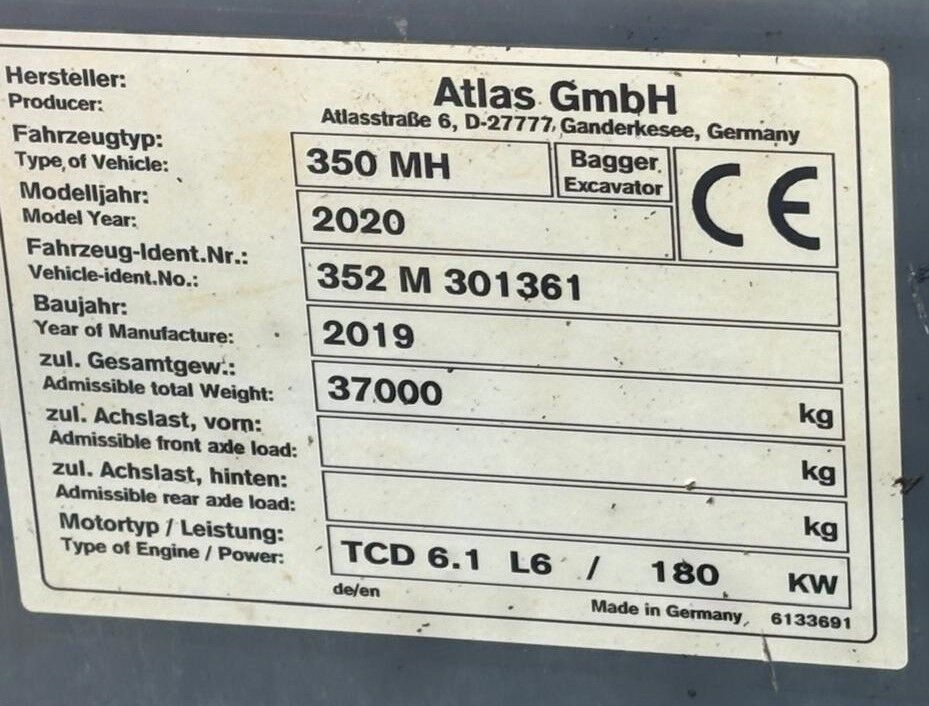 Hersteller:
Producer:
Atlas GmbH
Atlasstraße 6, D-27777 Ganderkesee, Germany
Fahrzeugtyp:
Type of Vehicle:
350 MH
Bagger
Excavator
CE
Modelljahr:
Model Year:
2020
Fahrzeug-Ident.Nr.:
Vehicle-ident.No.:
352 M 301361
Baujahr:
Year of Manufacture:
2019
zul. Gesamtgew.:
Admissible total Weight:
37000 kg
zul. Achslast, vorn:
Admissible front axle load:
kg
zul. Achslast, hinten:
Admissible rear axle load:
kg
Motortyp / Leistung:
Type of Engine / Power:
TCD 6.1 L6 / 180 KW
de/en
Made in Germany
6133691